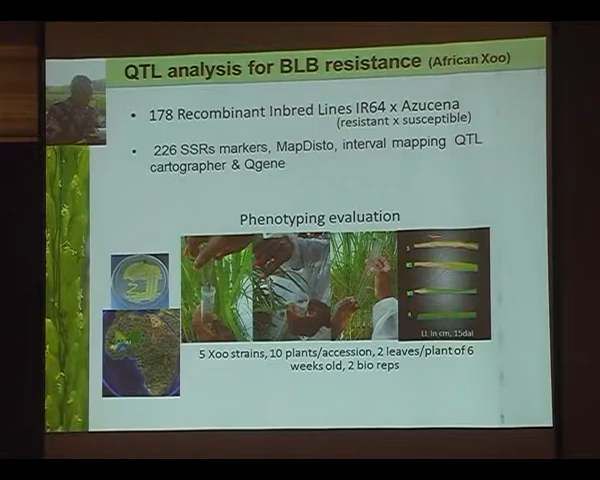 QTL analysis for BLB resistance (African Xoo)
• 178 Recombinant Inbred Lines IR64 x Azucena
(resistant x susceptible)
• 226 SSRs markers, MapDisto, interval mapping QTL
cartographer & Qgene
Phenotyping evaluation
LL in cm, 15dai
5 Xoo strains, 10 plants/accession, 2 leaves/plant of 6
weeks old, 2 bio reps